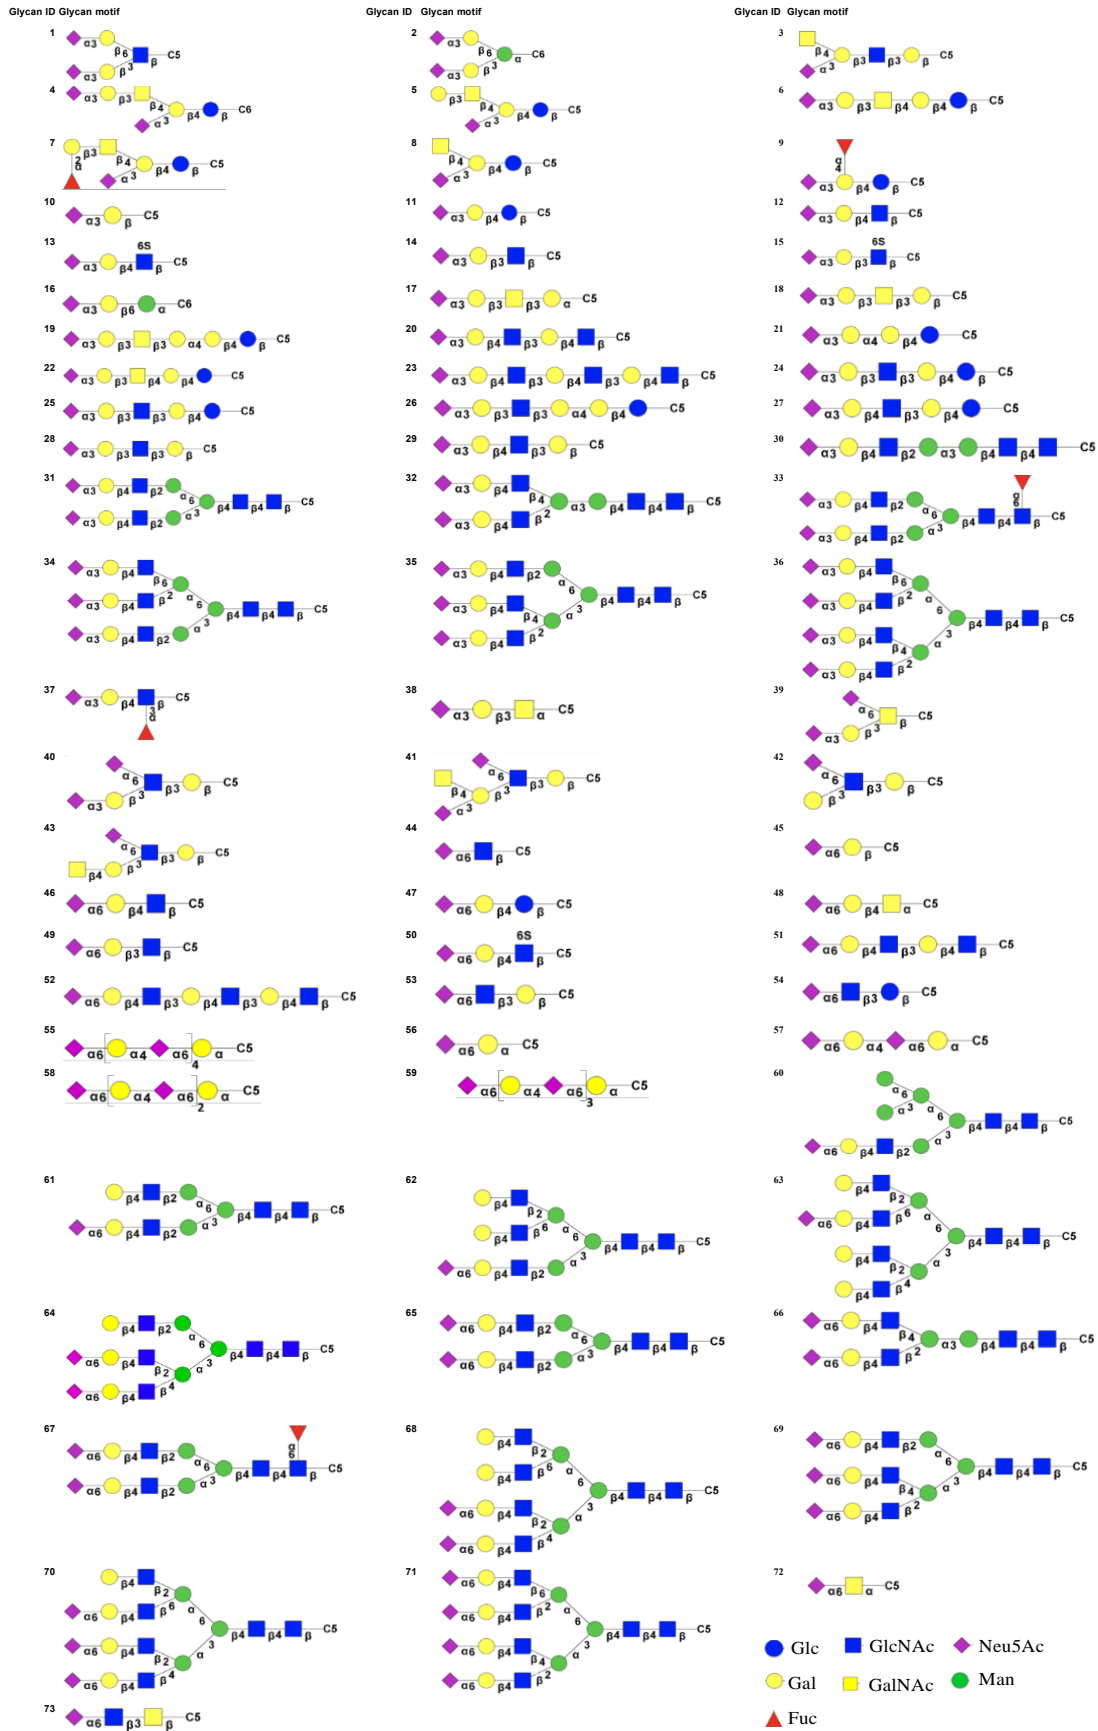 Glycan ID Glycan motif
Glycan ID Glycan motif
Glycan ID Glycan motif
1 α3 β6 α3 β3 β C5
2 α3 β6 α3 β3 α C6
3 β4 α3 β3 β3 β C5
4 α3 β3 β4 α3 β4 β C6
5 β3 β4 α3 β4 β C5
6 α3 β3 β4 β4 β C5
7 2α β3 β4 α3 β4 β C5
8 β4 α3 β4 β C5
9 α4 α3 β4 β C5
10 α3 β C5
11 α3 β4 β C5
12 α3 β4 β C5
13 6S α3 β4 β C5
14 α3 β3 β C5
15 6S α3 β3 β C5
16 α3 β6 α C6
17 α3 β3 β3 α C5
18 α3 β3 β3 β C5
19 α3 β3 β3 α4 β4 β C5
20 α3 β4 β3 β4 β C5
21 α3 α4 β4 C5
22 α3 β3 β4 β4 C5
23 α3 β4 β3 β4 β3 β4 β C5
24 α3 β3 β3 β4 β C5
25 α3 β3 β3 β4 C5
26 α3 β3 β3 α4 β4 C5
27 α3 β4 β3 β4 C5
28 α3 β3 β3 β C5
29 α3 β4 β3 β C5
30 α3 β4 β2 α3 β4 β4 C5
31 α3 β4 β2 α6 α3 β4 β2 α3 β4 β4 β C5
32 α3 β4 β4 α3 β4 β2 α3 β4 β4 β C5
33 α6 α3 β4 β2 α6 α3 β4 β2 α3 β4 β4 β C5
34 α3 β4 β6 α3 β4 β2 α6 α3 β4 β2 α3 β4 β4 β C5
35 α3 β4 β2 α6 α3 β4 β4 α3 β4 β2 α3 β4 β4 β C5
36 α3 β4 β6 α3 β4 β2 α6 α3 β4 β4 α3 β4 β2 α3 β4 β4 β C5
37 α3 β4 β C5 3α
38 α3 β3 α C5
39 α6 α3 β3 β C5
40 α6 α3 β3 β3 β C5
41 α6 β4 α3 β3 β3 β C5
42 α6 β3 β3 β C5
43 α6 β4 β3 β3 β C5
44 α6 β C5
45 α6 β C5
46 α6 β4 β C5
47 α6 β4 β C5
48 α6 β4 α C5
49 α6 β3 β C5
50 6S α6 β4 β C5
51 α6 β4 β3 β4 β C5
52 α6 β4 β3 β4 β3 β4 β C5
53 α6 β3 β C5
54 α6 β3 β C5
55 α6 [ α4 α6 ] 4 α C5
56 α6 α C5
57 α6 α4 α6 α C5
58 α6 [ α4 α6 ] 2 α C5
59 α6 [ α4 α6 ] 3 α C5
60 α6 α3 α6 α6 β4 β2 α3 β4 β4 β C5
61 β4 β2 α6 α6 β4 β2 α3 β4 β4 β C5
62 β4 β2 β4 β6 α6 α6 β4 β2 α3 β4 β4 β C5
63 β4 β2 α6 β4 β6 α6 β4 β2 β4 β4 α3 β4 β4 β C5
64 β4 β2 α6 α6 β4 β2 α6 β4 β4 α3 β4 β4 β C5
65 α6 β4 β2 α6 α6 β4 β2 α3 β4 β4 β C5
66 α6 β4 β4 α6 β4 β2 α3 β4 β4 β C5
67 α6 α6 β4 β2 α6 α6 β4 β2 α3 β4 β4 β C5
68 β4 β2 β4 β6 α6 α6 β4 β2 α6 β4 β4 α3 β4 β4 β C5
69 α6 β4 β2 α6 α6 β4 β4 α6 β4 β2 α3 β4 β4 β C5
70 β4 β2 α6 β4 β6 α6 α6 β4 β2 α6 β4 β4 α3 β4 β4 β C5
71 α6 β4 β6 α6 β4 β2 α6 α6 β4 β4 α6 β4 β2 α3 β4 β4 β C5
72 α6 α C5
73 α6 β3 β C5
Glc GlcNAc Neu5Ac
Gal GalNAc Man
Fuc